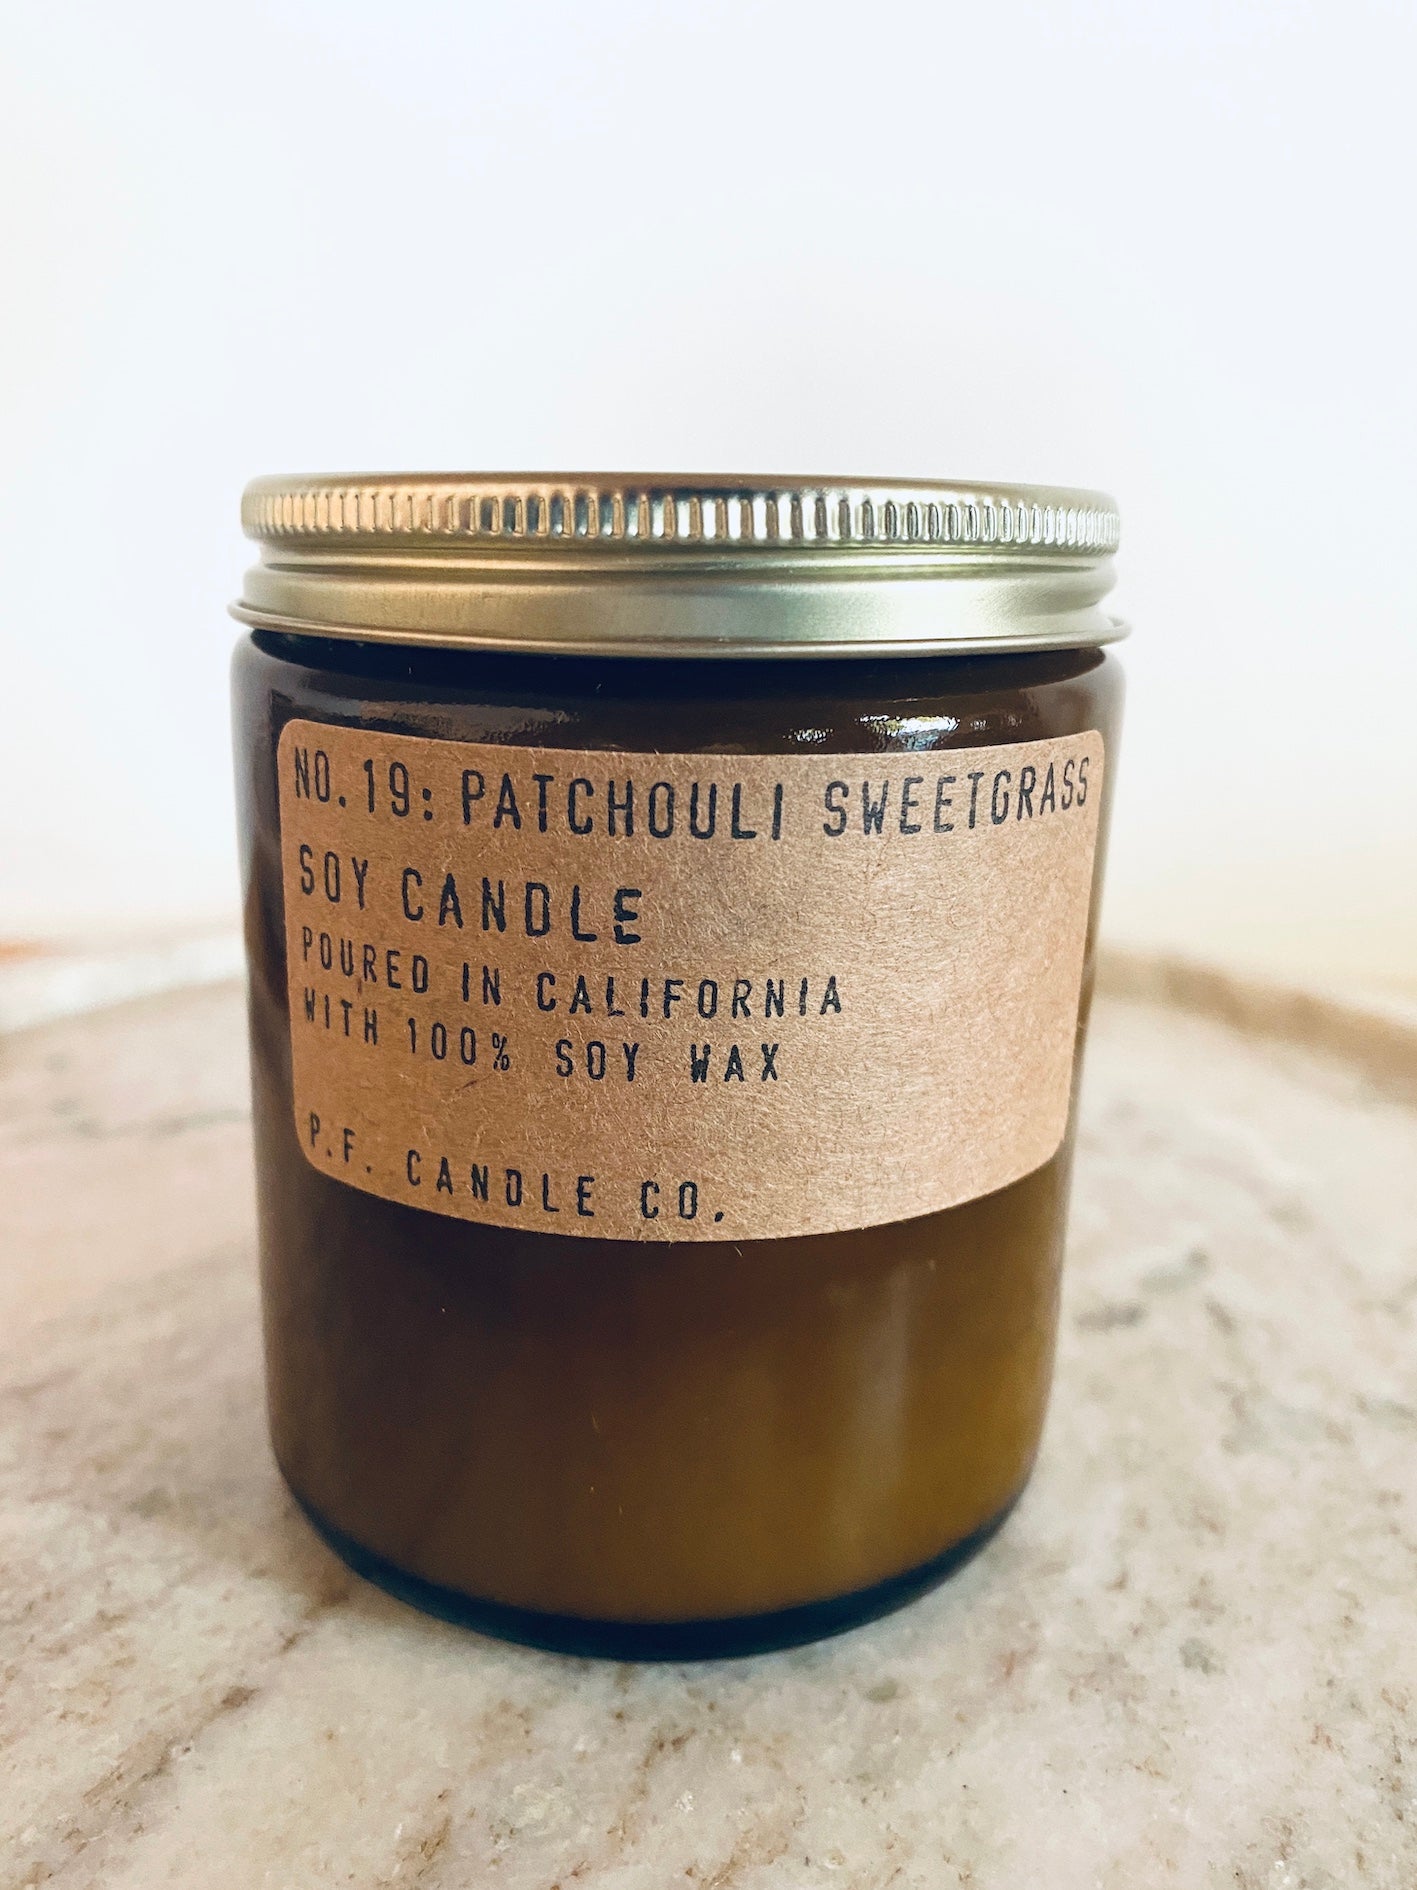 NO.19: PATCHOULI SWEETGRASS
SOY CANDLE
POURED IN CALIFORNIA
WITH 100% SOY WAX
P.F. CANDLE CO.